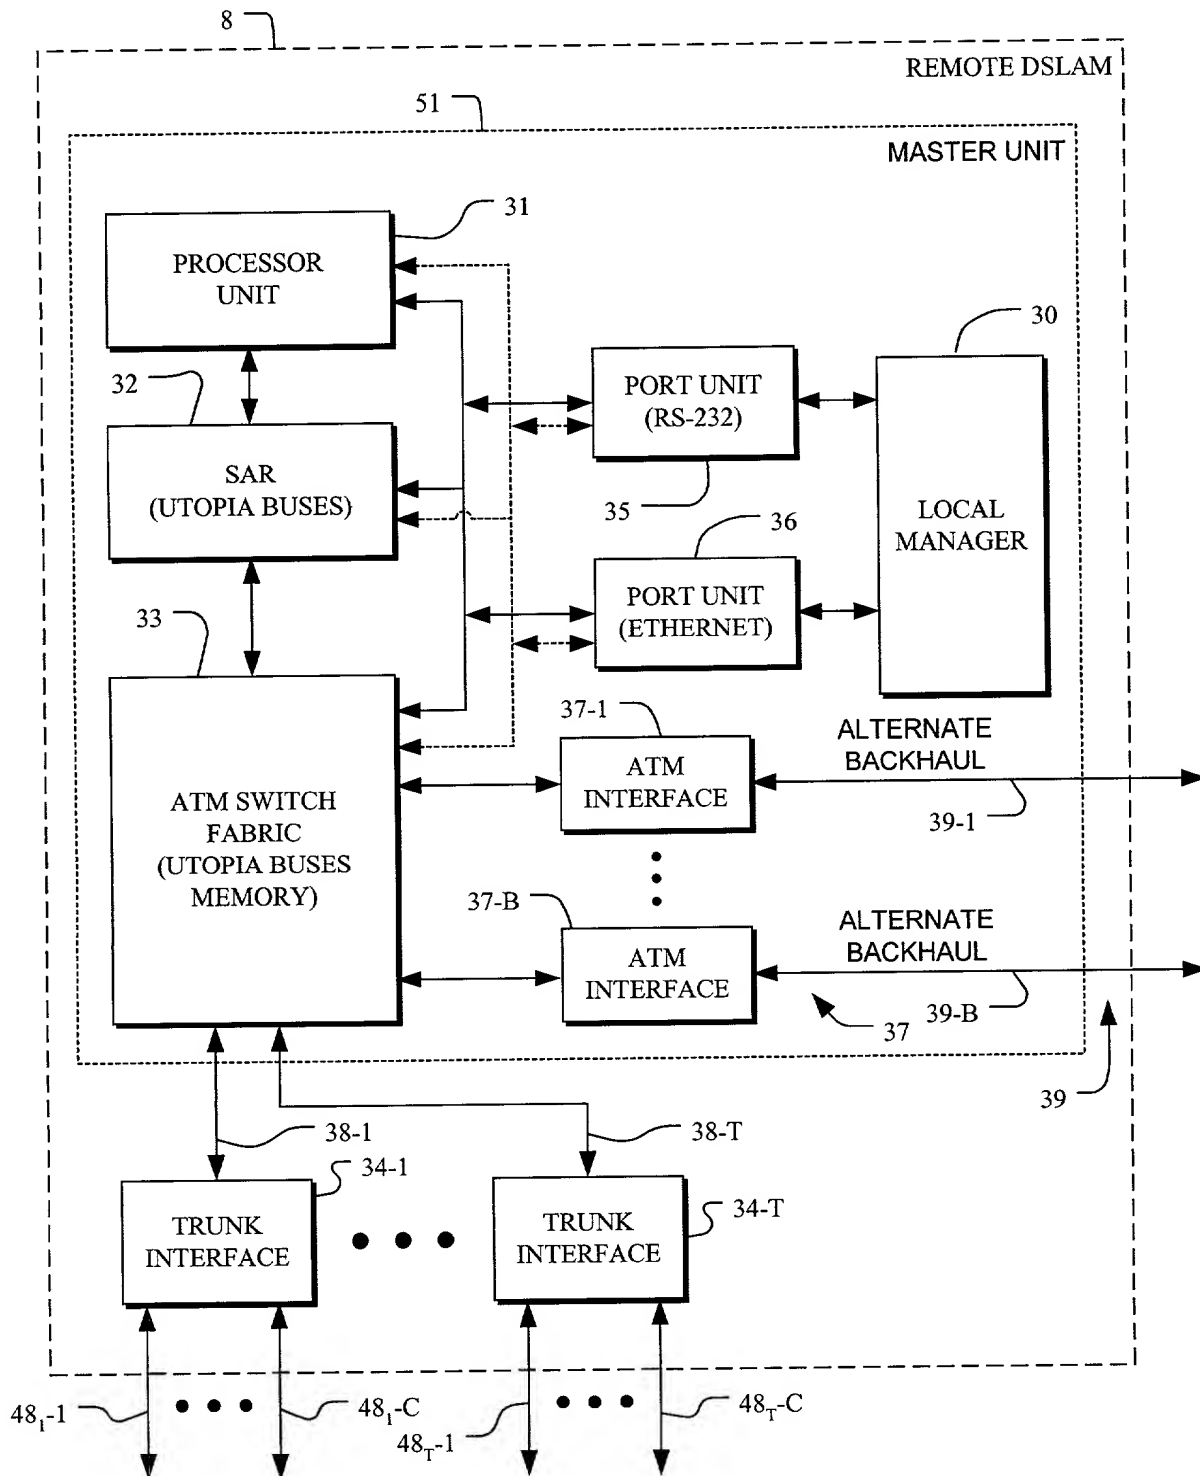 8
REMOTE DSLAM
51
MASTER UNIT
31
PROCESSOR
UNIT
30
32
PORT UNIT
(RS-232)
SAR
(UTOPIA BUSES)
35
36
LOCAL
MANAGER
33
PORT UNIT
(ETHERNET)
37-1
ALTERNATE
BACKHAUL
ATM
INTERFACE
39-1
ATM SWITCH
FABRIC
(UTOPIA BUSES
MEMORY)
37-B
ALTERNATE
BACKHAUL
ATM
INTERFACE
39-B
37
39
38-1
38-T
34-1
34-T
TRUNK
INTERFACE
TRUNK
INTERFACE
48₁-1
48₁-C
48_T-1
48_T-C